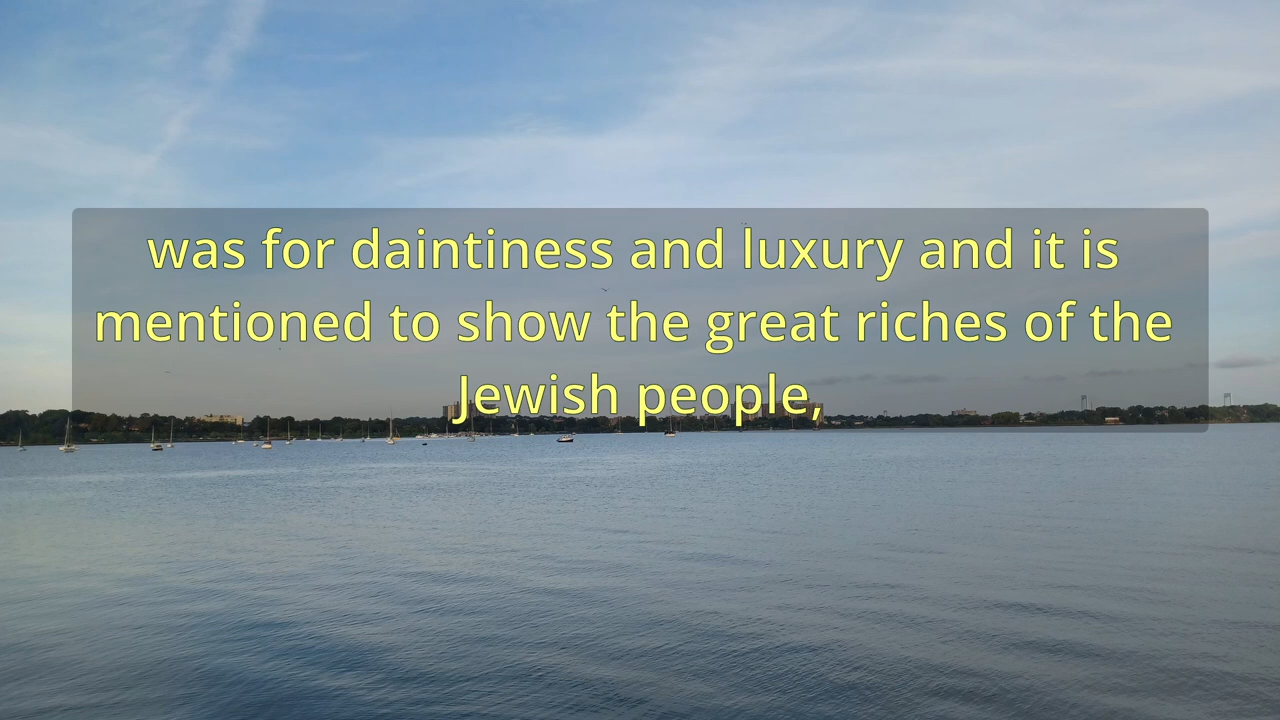 was for daintiness and luxury and it is
mentioned to show the great riches of the
Jewish people,